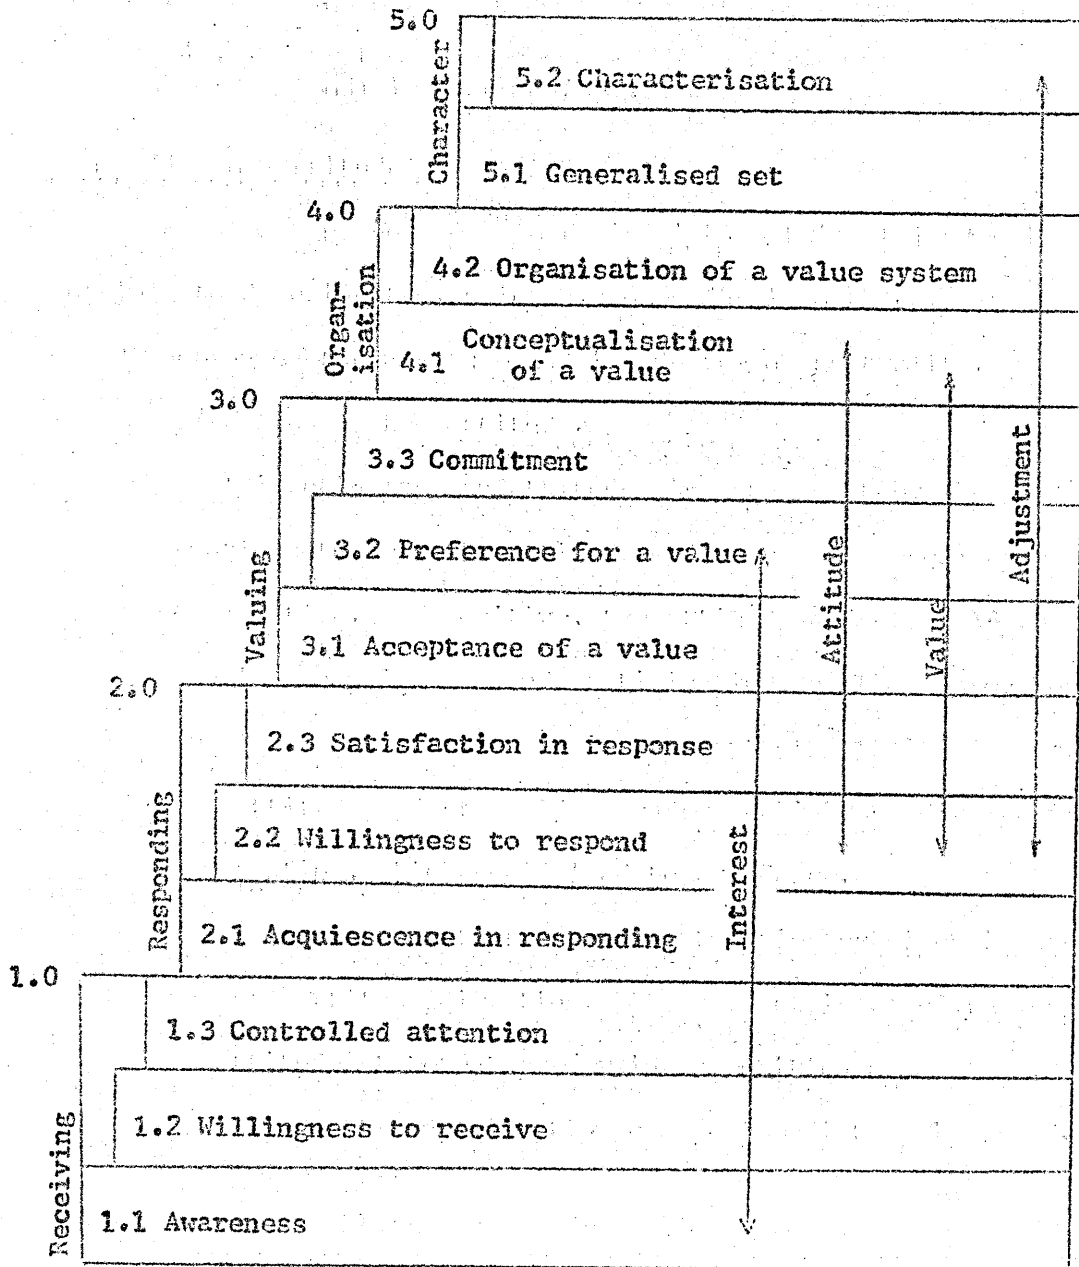 5.0
Character
5.2 Characterisation
5.1 Generalised set
4.0
Organ-
isation
4.2 Organisation of a value system
Conceptualisation
4.1 of a value
3.0
Valuing
3.3 Commitment
3.2 Preference for a value
3.1 Acceptance of a value
2.0
Responding
2.3 Satisfaction in response
2.2 Willingness to respond
2.1 Acquiescence in responding
1.0
Receiving
1.3 Controlled attention
1.2 Willingness to receive
1.1 Awareness
Interest
Attitude
Value
Adjustment